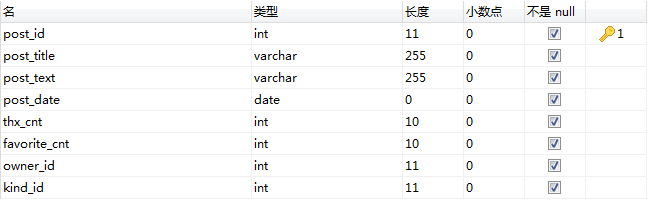 名 类型 长度 小数点 不是 null
post_id int 11 0 1
post_title varchar 255 0
post_text varchar 255 0
post_date date 0 0
thx_cnt int 10 0
favorite_cnt int 10 0
owner_id int 11 0
kind_id int 11 0